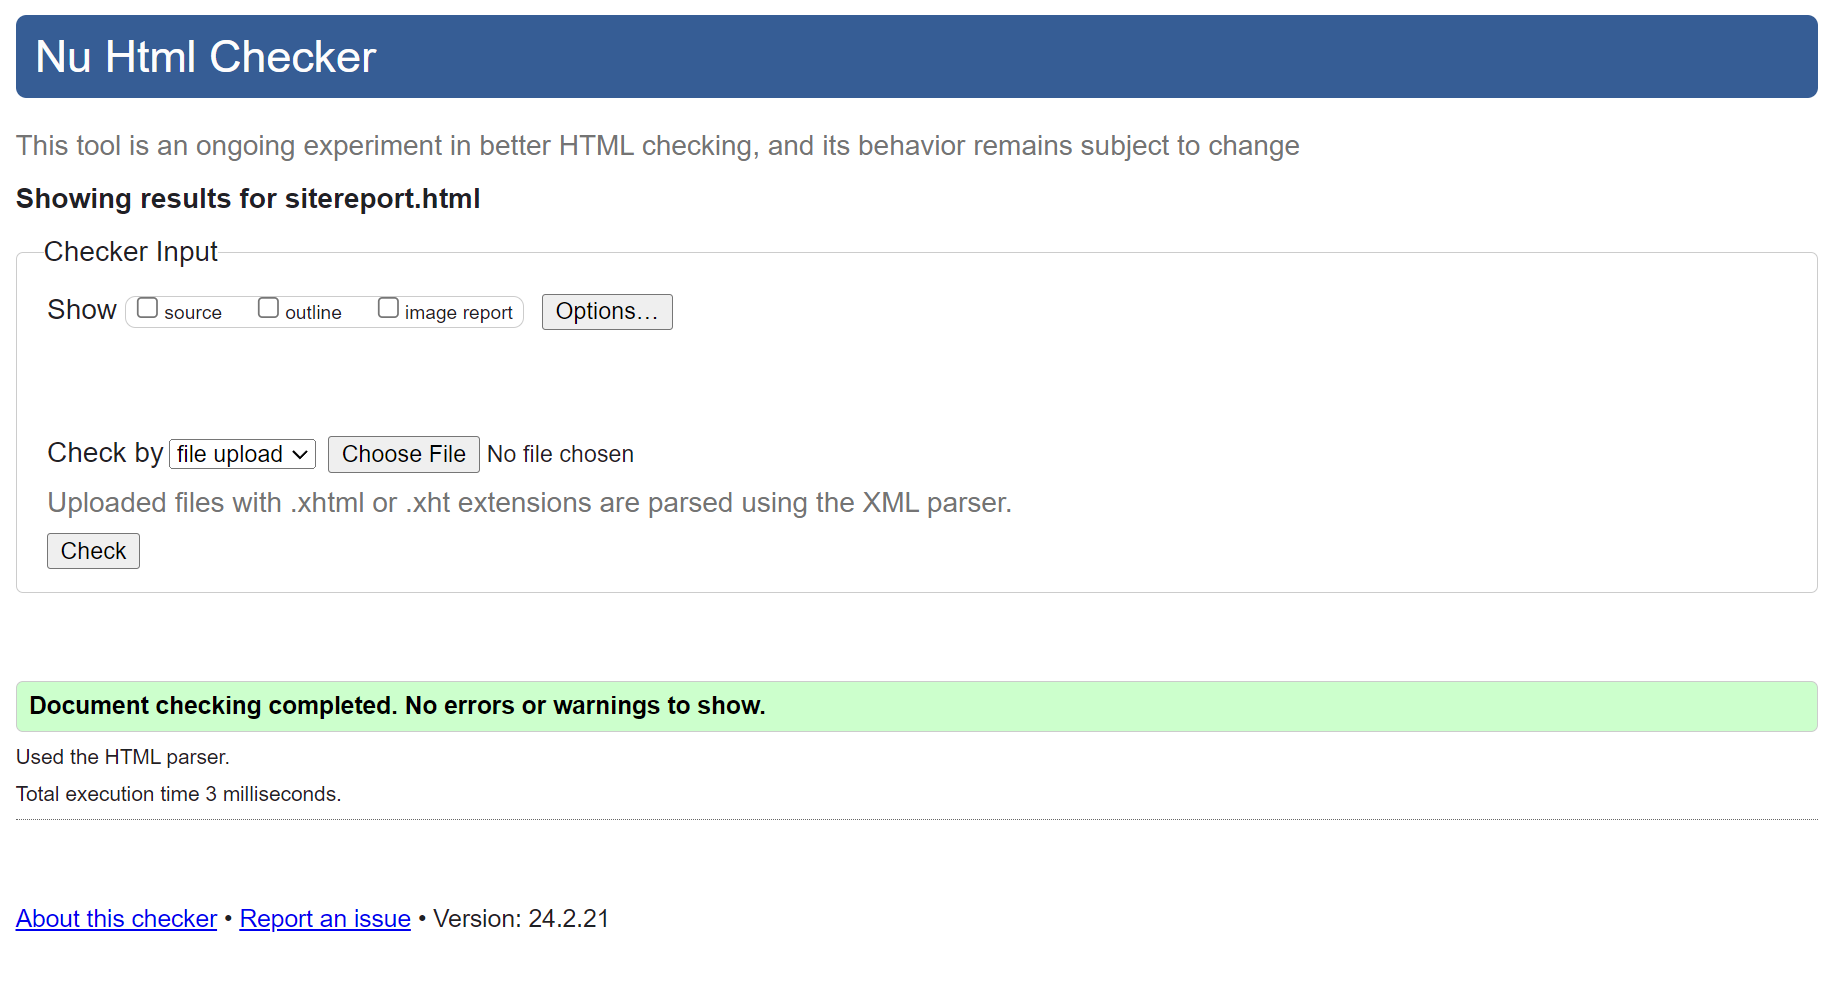 Nu Html Checker
This tool is an ongoing experiment in better HTML checking, and its behavior remains subject to change
Showing results for sitereport.html
Checker Input
Show source outline image report Options…
Check by file upload Choose File No file chosen
Uploaded files with .xhtml or .xht extensions are parsed using the XML parser.
Check
Document checking completed. No errors or warnings to show.
Used the HTML parser.
Total execution time 3 milliseconds.
About this checker • Report an issue • Version: 24.2.21